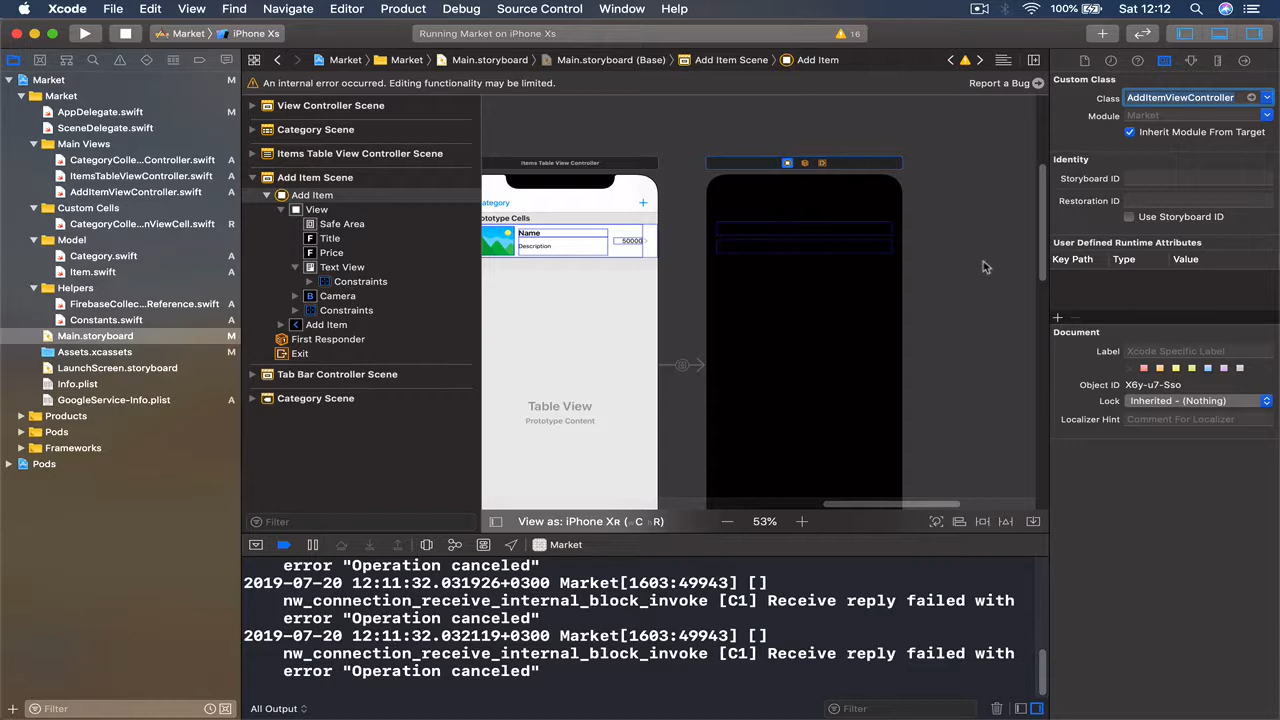 Xcode File Edit View Find Navigate Editor Product Debug Source Control Window Help 100% Sat 12:12
Market iPhone Xs Running Market on iPhone Xs 16
Market Market Main.storyboard Main.storyboard (Base) Add Item Scene Add Item
An internal error occurred. Editing functionality may be limited. Report a Bug
Market M
Market
AppDelegate.swift M
SceneDelegate.swift
Main Views
CategoryColle...Controller.swift A
ItemsTableViewController.swift A
AddItemViewController.swift A
Custom Cells
CategoryColle...nViewCell.swift R
Model
Category.swift A
Item.swift A
Helpers
FirebaseCollec...Reference.swift A
Constants.swift A
Main.storyboard M
Assets.xcassets M
LaunchScreen.storyboard
Info.plist
GoogleService-Info.plist A
Products
Pods
Frameworks
Pods
Filter
View Controller Scene
Category Scene
Items Table View Controller Scene
Add Item Scene
Add Item
View
Safe Area
F Title
F Price
Text View
Constraints
B Camera
Constraints
Add Item
First Responder
Exit
Tab Bar Controller Scene
Category Scene
Filter
Items Table View Controller
ategory +
ototype Cells
Name
Description
50000
Table View
Prototype Content
View as: iPhone XR ( C R) 53%
Market
error "Operation canceled"
2019-07-20 12:11:32.031926+0300 Market[1603:49943] []
nw_connection_receive_internal_block_invoke [C1] Receive reply failed with
error "Operation canceled"
2019-07-20 12:11:32.032119+0300 Market[1603:49943] []
nw_connection_receive_internal_block_invoke [C1] Receive reply failed with
error "Operation canceled"
All Output Filter
Custom Class
Class AddItemViewController
Module Market
Inherit Module From Target
Identity
Storyboard ID
Restoration ID
Use Storyboard ID
User Defined Runtime Attributes
Key Path Type Value
Document
Label Xcode Specific Label
Object ID X6y-u7-Sso
Lock Inherited - (Nothing)
Localizer Hint Comment For Localizer